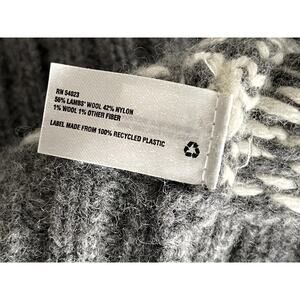 RN 54023
56% LAMBS' WOOL 42% NYLON
1% WOOL 1% OTHER FIBER
LABEL MADE FROM 100% RECYCLED PLASTIC